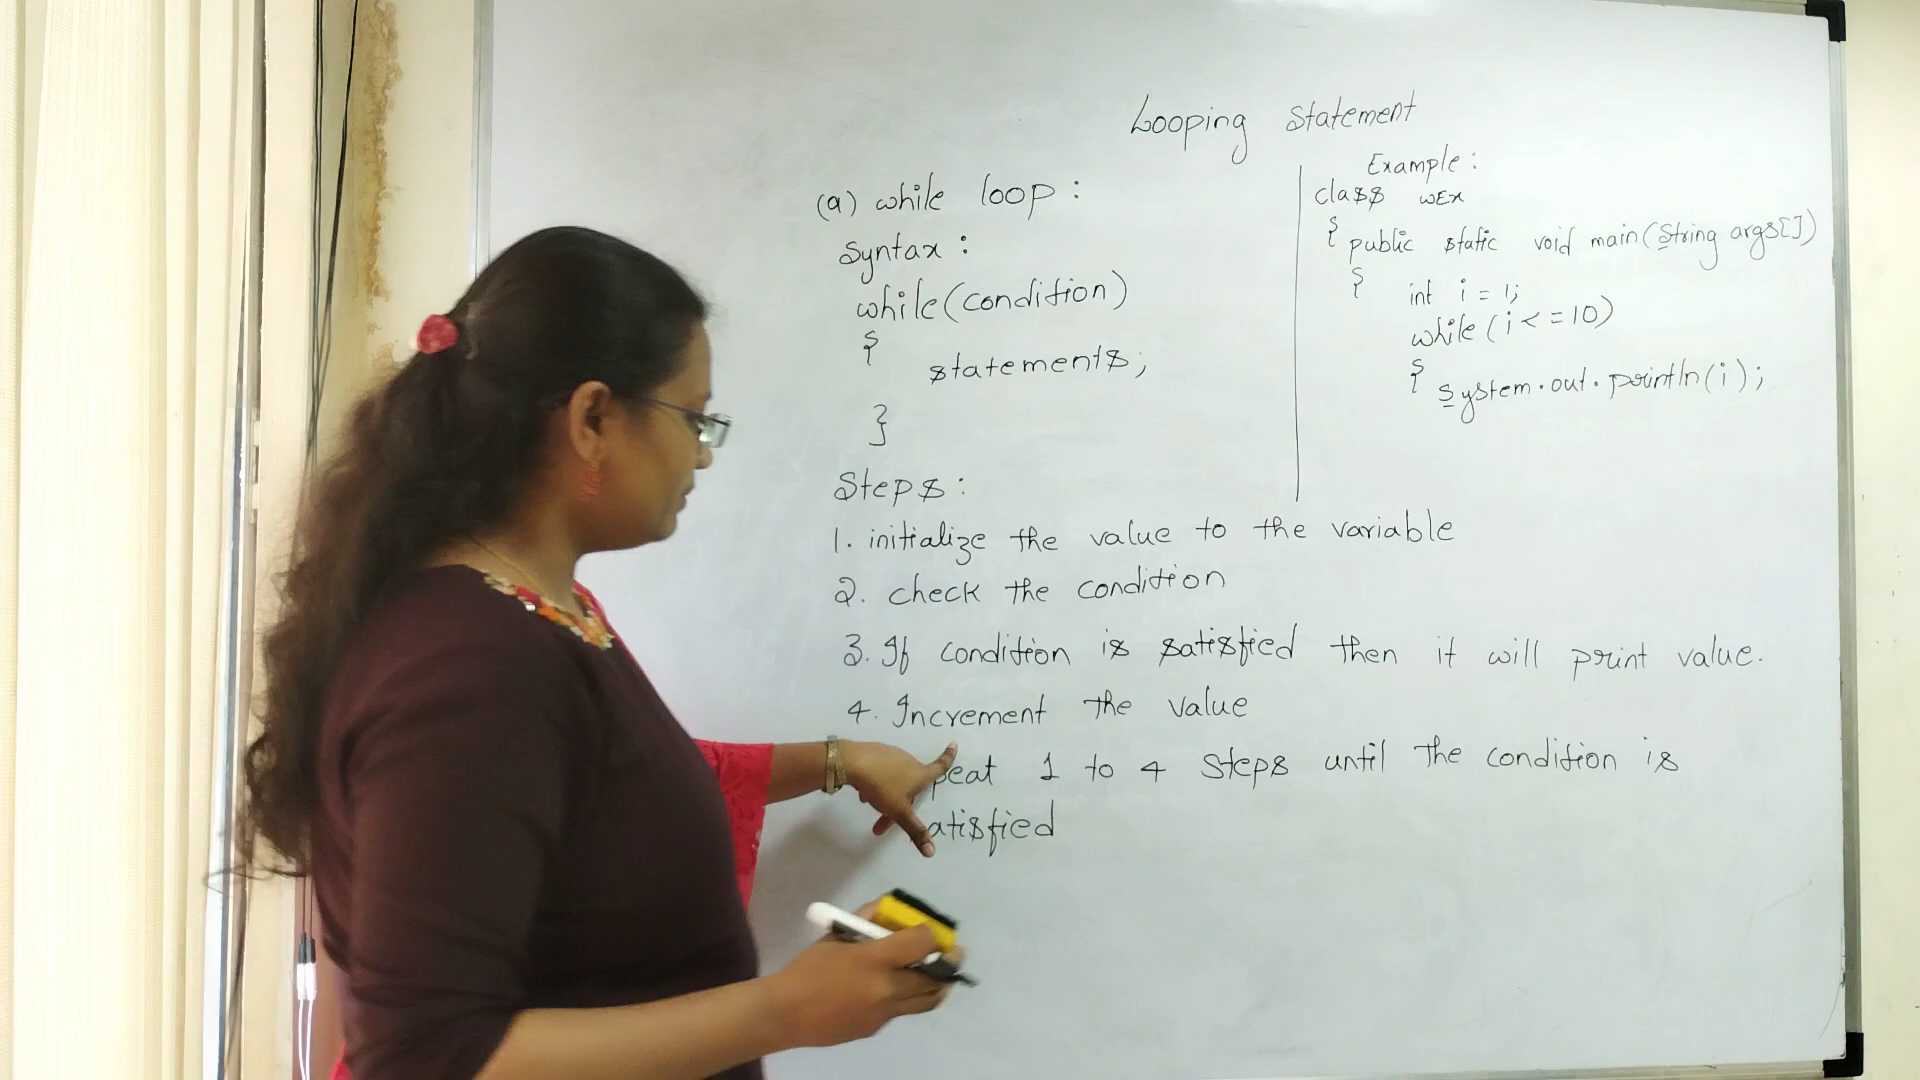 Looping Statement
(a) while loop :
Syntax :
while(condition)
{
statements;
}
Example :
class wEx
{ public static void main(String args[])
{ int i = 1;
while (i < = 10)
{ System.out.println(i);
Steps :
1. initialize the value to the variable
2. check the condition
3. If condition is satisfied then it will print value.
4. Increment the value
1 to 4 Steps until the condition is